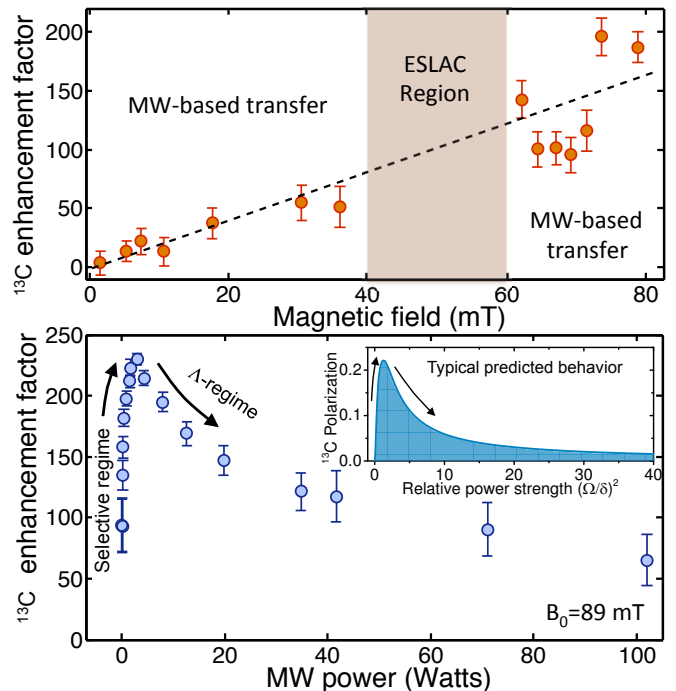 ¹³C enhancement factor
200
150
100
50
0
MW-based transfer
ESLAC
Region
MW-based
transfer
0
20
40
60
80
Magnetic field (mT)
¹³C enhancement factor
250
200
150
100
50
0
Selective regime
Λ-regime
¹³C Polarization
0.2
0.1
0.0
Typical predicted behavior
0
10
20
30
40
Relative power strength (Ω/δ)²
B₀=89 mT
0
20
40
60
80
100
MW power (Watts)